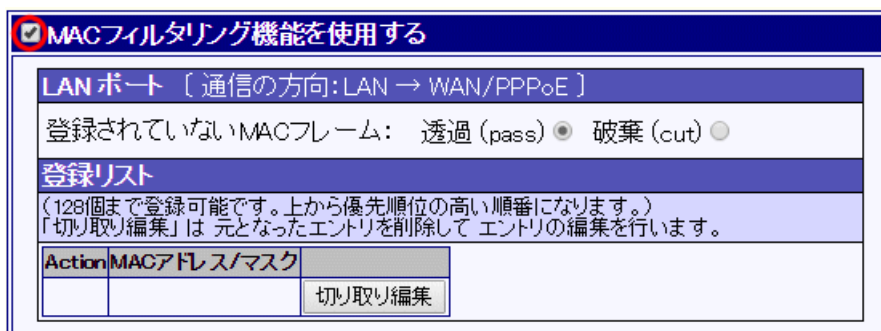 MACフィルタリング機能を使用する
LANポート [ 通信の方向:LAN → WAN/PPPoE ]
登録されていないMACフレーム: 透過(pass) 破棄(cut)
登録リスト
(128個まで登録可能です。上から優先順位の高い順番になります。)
「切り取り編集」は 元となったエントリを削除して エントリの編集を行います。
Action MACアドレス/マスク
切り取り編集